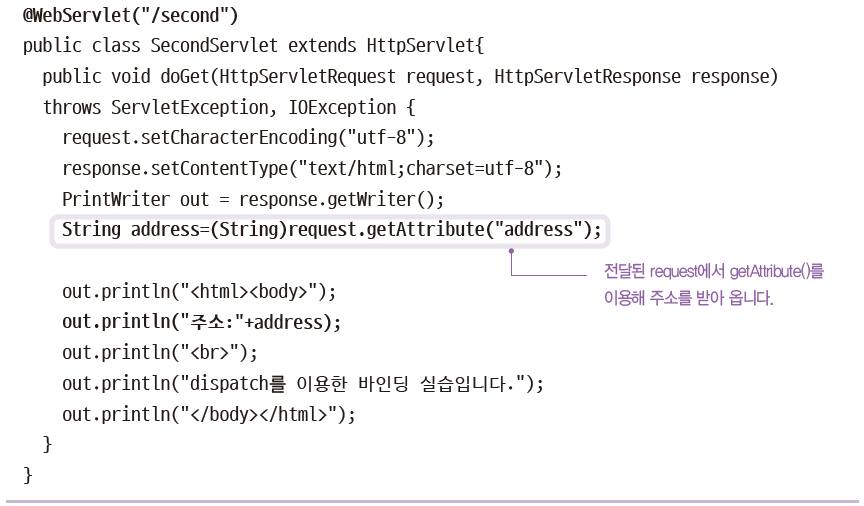 @WebServlet("/second")
public class SecondServlet extends HttpServlet{
public void doGet(HttpServletRequest request, HttpServletResponse response)
throws ServletException, IOException {
request.setCharacterEncoding("utf-8");
response.setContentType("text/html;charset=utf-8");
PrintWriter out = response.getWriter();
String address=(String)request.getAttribute("address");
전달된 request에서 getAttribute()를
이용해 주소를 받아 옵니다.
out.println("<html><body>");
out.println("주소:"+address);
out.println("<br>");
out.println("dispatch를 이용한 바인딩 실습입니다.");
out.println("</body></html>");
}
}